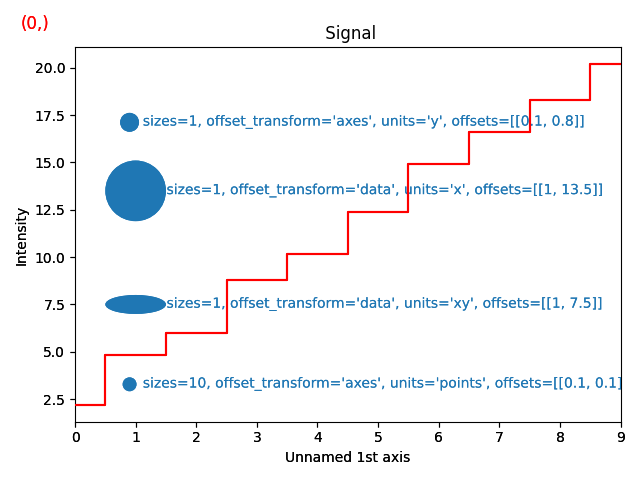 (0,)
Signal
20.0
17.5
15.0
12.5
10.0
7.5
5.0
2.5
Intensity
sizes=1, offset_transform='axes', units='y', offsets=[[0.1, 0.8]]
sizes=1, offset_transform='data', units='x', offsets=[[1, 13.5]]
sizes=1, offset_transform='data', units='xy', offsets=[[1, 7.5]]
sizes=10, offset_transform='axes', units='points', offsets=[[0.1, 0.1]
0 1 2 3 4 5 6 7 8 9
Unnamed 1st axis